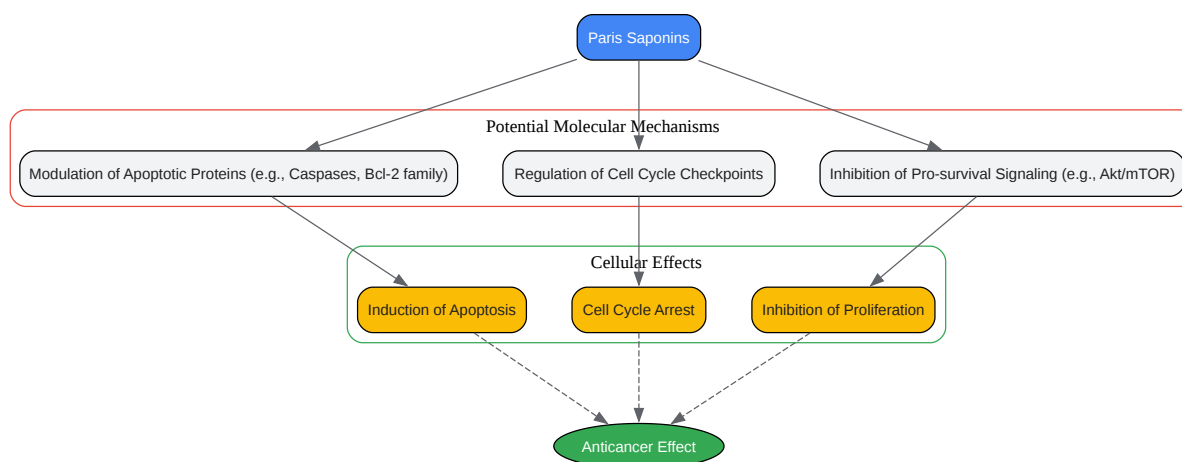 Paris Saponins
Potential Molecular Mechanisms
Modulation of Apoptotic Proteins (e.g., Caspases, Bcl-2 family)
Regulation of Cell Cycle Checkpoints
Inhibition of Pro-survival Signaling (e.g., Akt/mTOR)
Cellular Effects
Induction of Apoptosis
Cell Cycle Arrest
Inhibition of Proliferation
Anticancer Effect